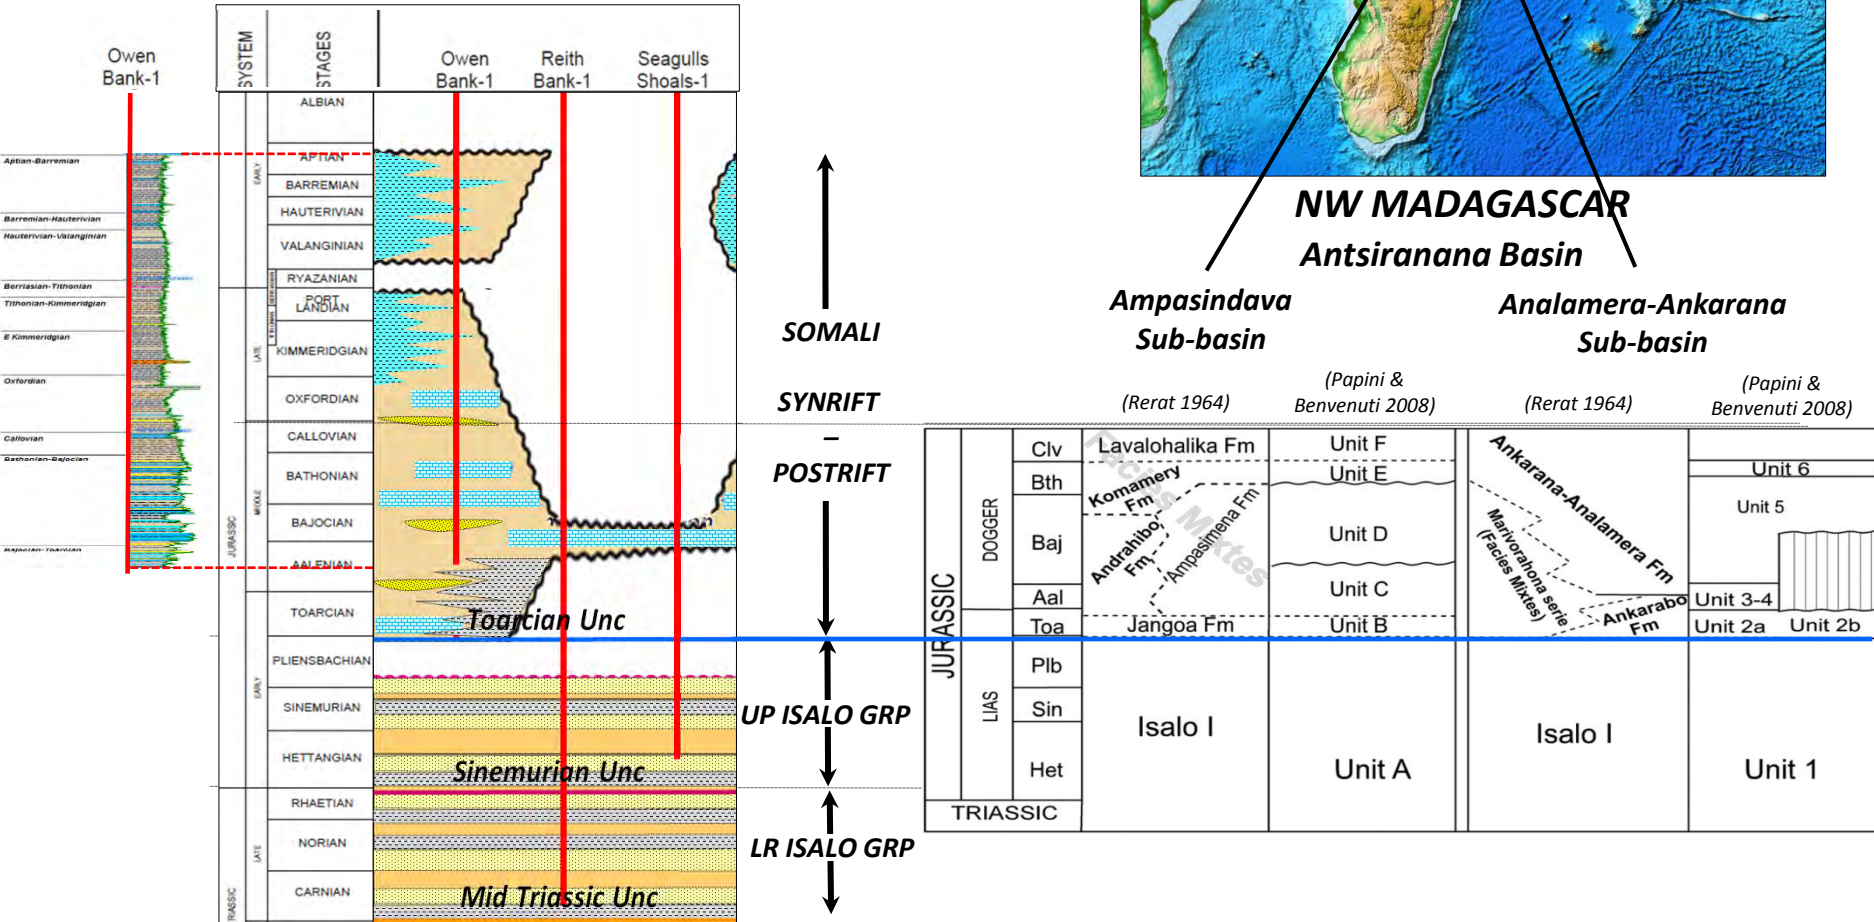 Owen
Bank-1
SYSTEM
STAGES
Owen
Bank-1
Reith
Bank-1
Seagulls
Shoals-1
Aptian-Barremian
Barremian-Hauterivian
Hauterivian-Valanginian
Berriasian-Tithonian
Tithonian-Kimmeridgian
E Kimmeridgian
Oxfordian
Callovian
Bathonian-Bajocian
Bajocian-Toarcian
EARLY
LATE
MIDDLE
EARLY
LATE
JURASSIC
RIASSIC
ALBIAN
APTIAN
BARREMIAN
HAUTERIVIAN
VALANGINIAN
RYAZANIAN
PORT
LANDIAN
KIMMERIDGIAN
OXFORDIAN
CALLOVIAN
BATHONIAN
BAJOCIAN
AALENIAN
TOARCIAN
PLIENSBACHIAN
SINEMURIAN
HETTANGIAN
RHAETIAN
NORIAN
CARNIAN
Toarcian Unc
Sinemurian Unc
Mid Triassic Unc
SOMALI
SYNRIFT
–
POSTRIFT
UP ISALO GRP
LR ISALO GRP
NW MADAGASCAR
Antsiranana Basin
Ampasindava
Sub-basin
Analamera-Ankarana
Sub-basin
(Rerat 1964)
(Papini &
Benvenuti 2008)
(Rerat 1964)
(Papini &
Benvenuti 2008)
JURASSIC
DOGGER
LIAS
TRIASSIC
Clv
Bth
Baj
Aal
Toa
Plb
Sin
Het
Facies Mixtes
Lavalohalika Fm
Komamery
Fm
Andrahibo
Fm
Ampasimena Fm
Jangoa Fm
Isalo I
Unit F
Unit E
Unit D
Unit C
Unit B
Unit A
Ankarana-Analamera Fm
Marivorahona serie
(Facies Mixtes)
Ankarabo
Fm
Isalo I
Unit 6
Unit 5
Unit 3-4
Unit 2a
Unit 2b
Unit 1